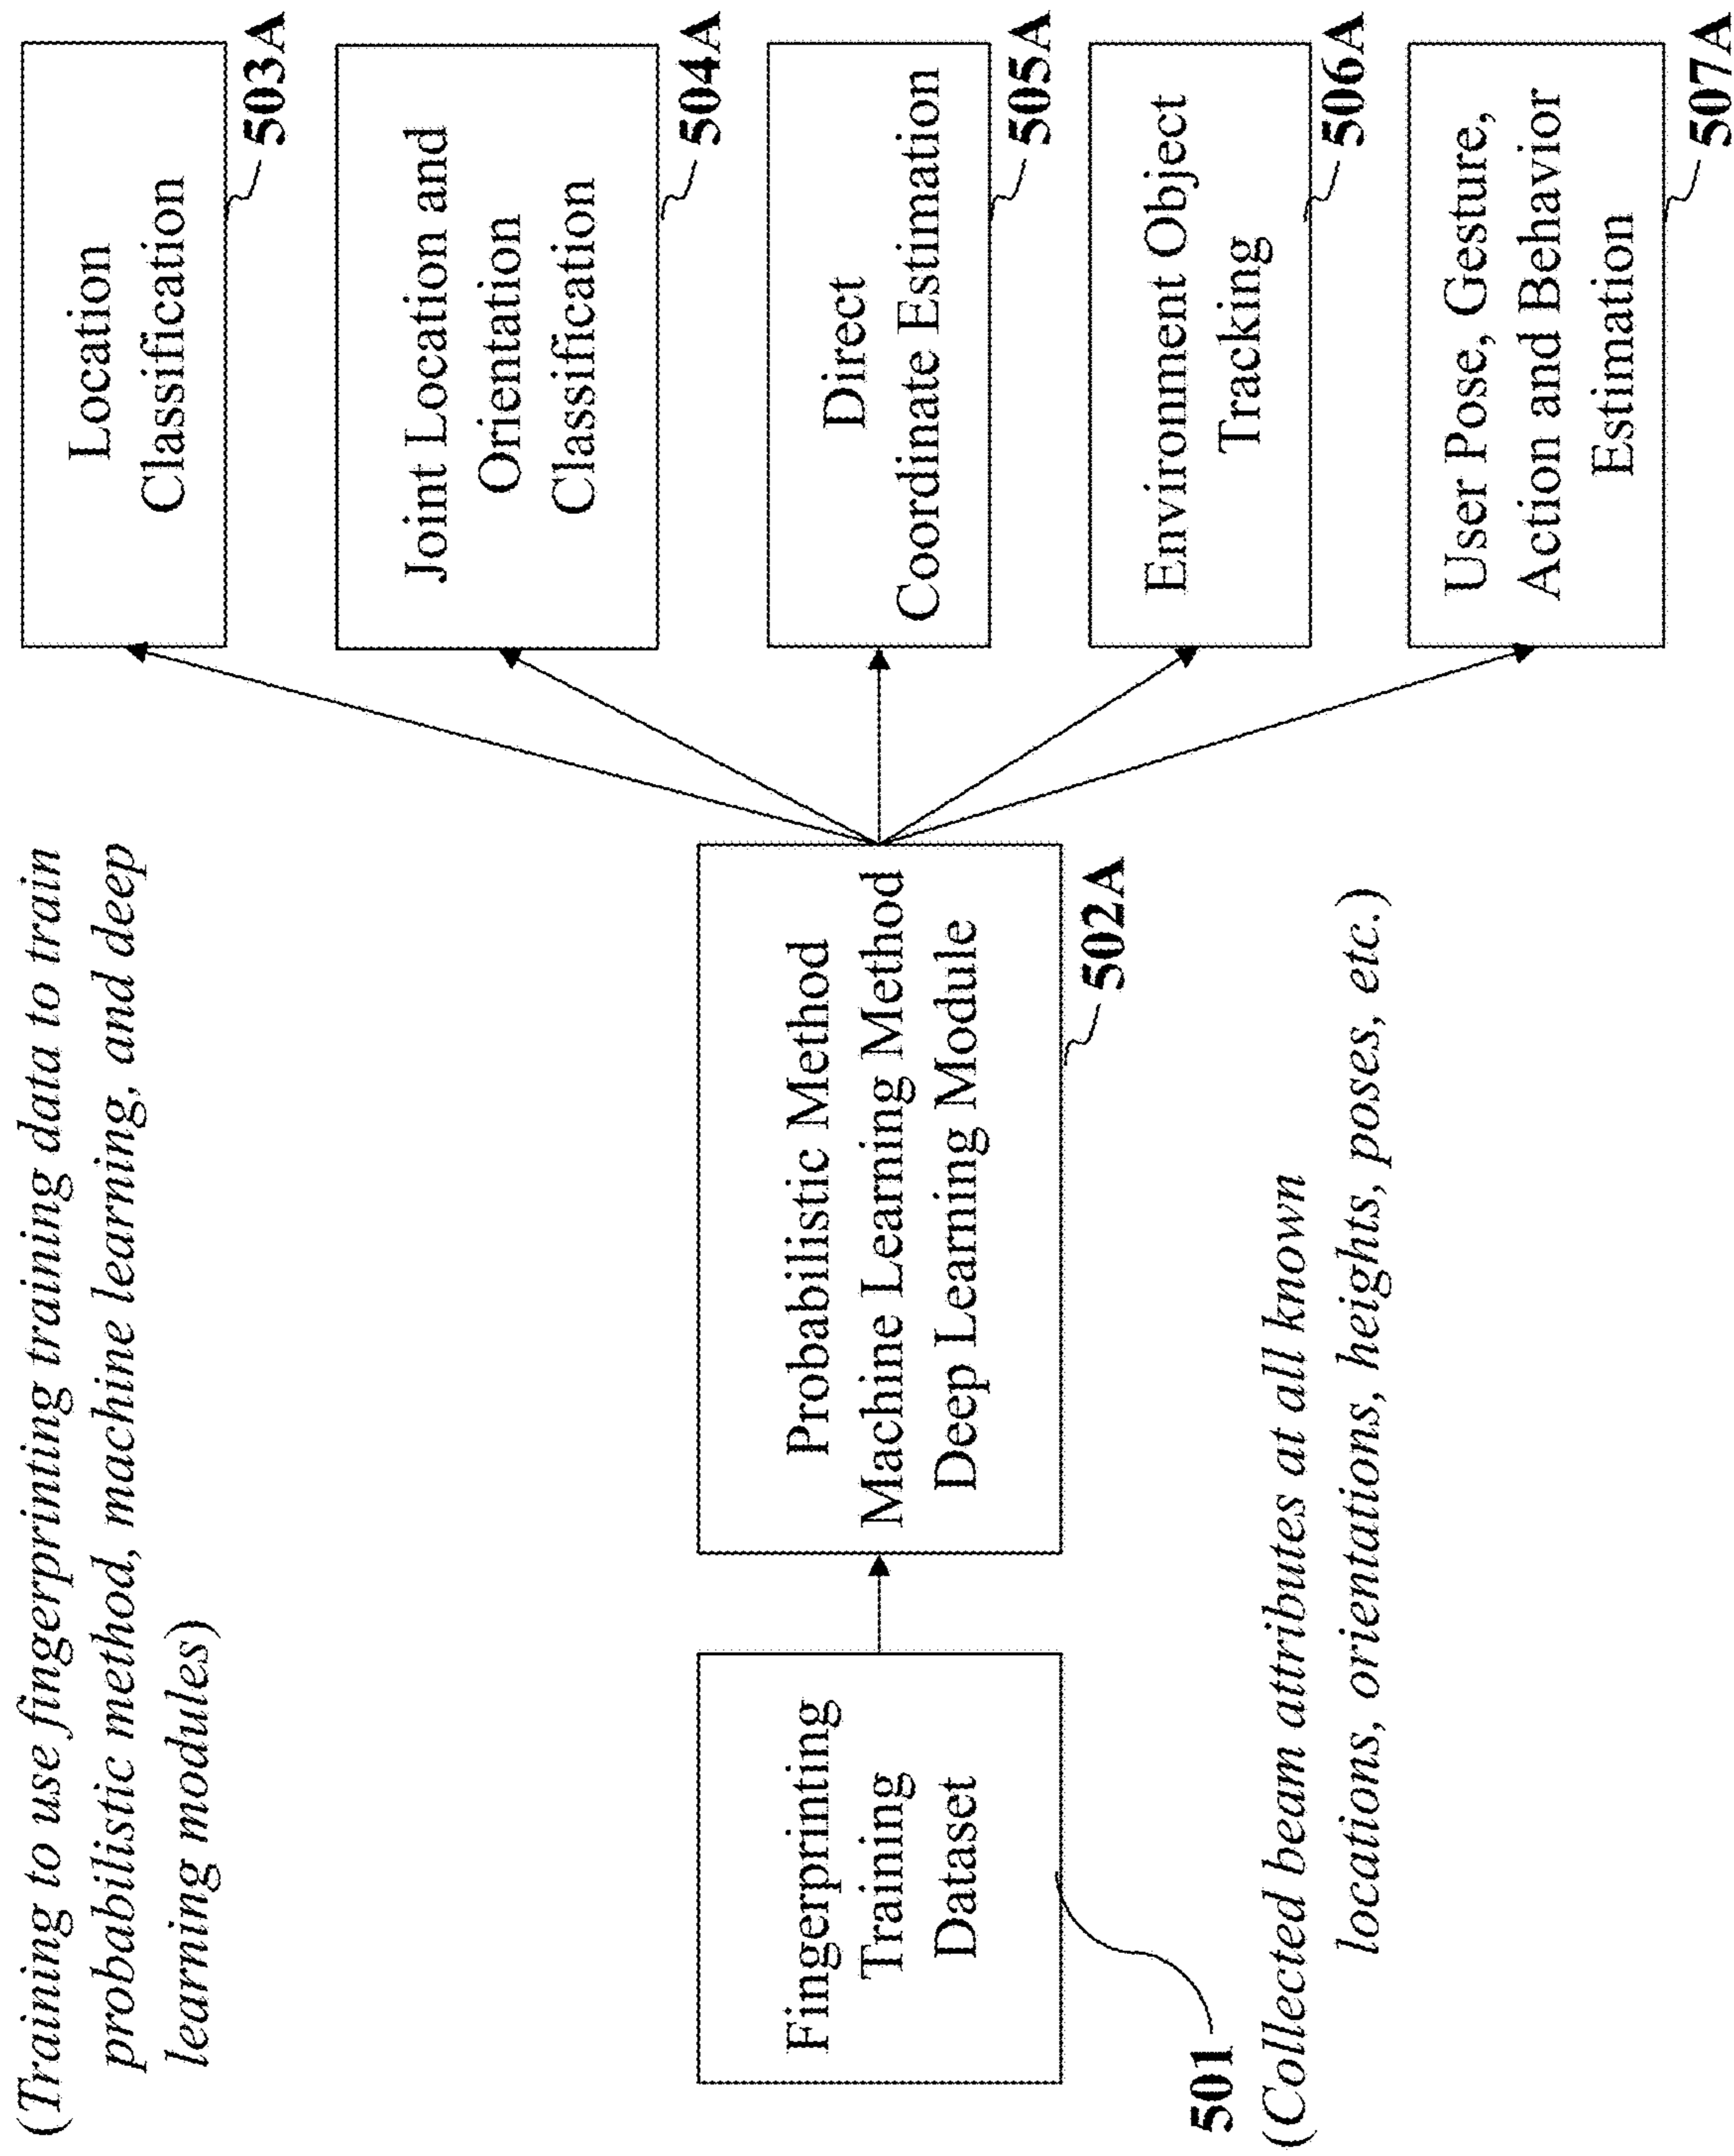 (Training to use fingerprinting training data to train
probabilistic method, machine learning, and deep
learning modules)
Fingerprinting
Training
Dataset
501
(Collected beam attributes at all known
locations, orientations, heights, poses, etc.)
Probabilistic Method
Machine Learning Method
Deep Learning Module
502A
Location
Classification
503A
Joint Location and
Orientation
Classification
504A
Direct
Coordinate Estimation
505A
Environment Object
Tracking
506A
User Pose, Gesture,
Action and Behavior
Estimation
507A